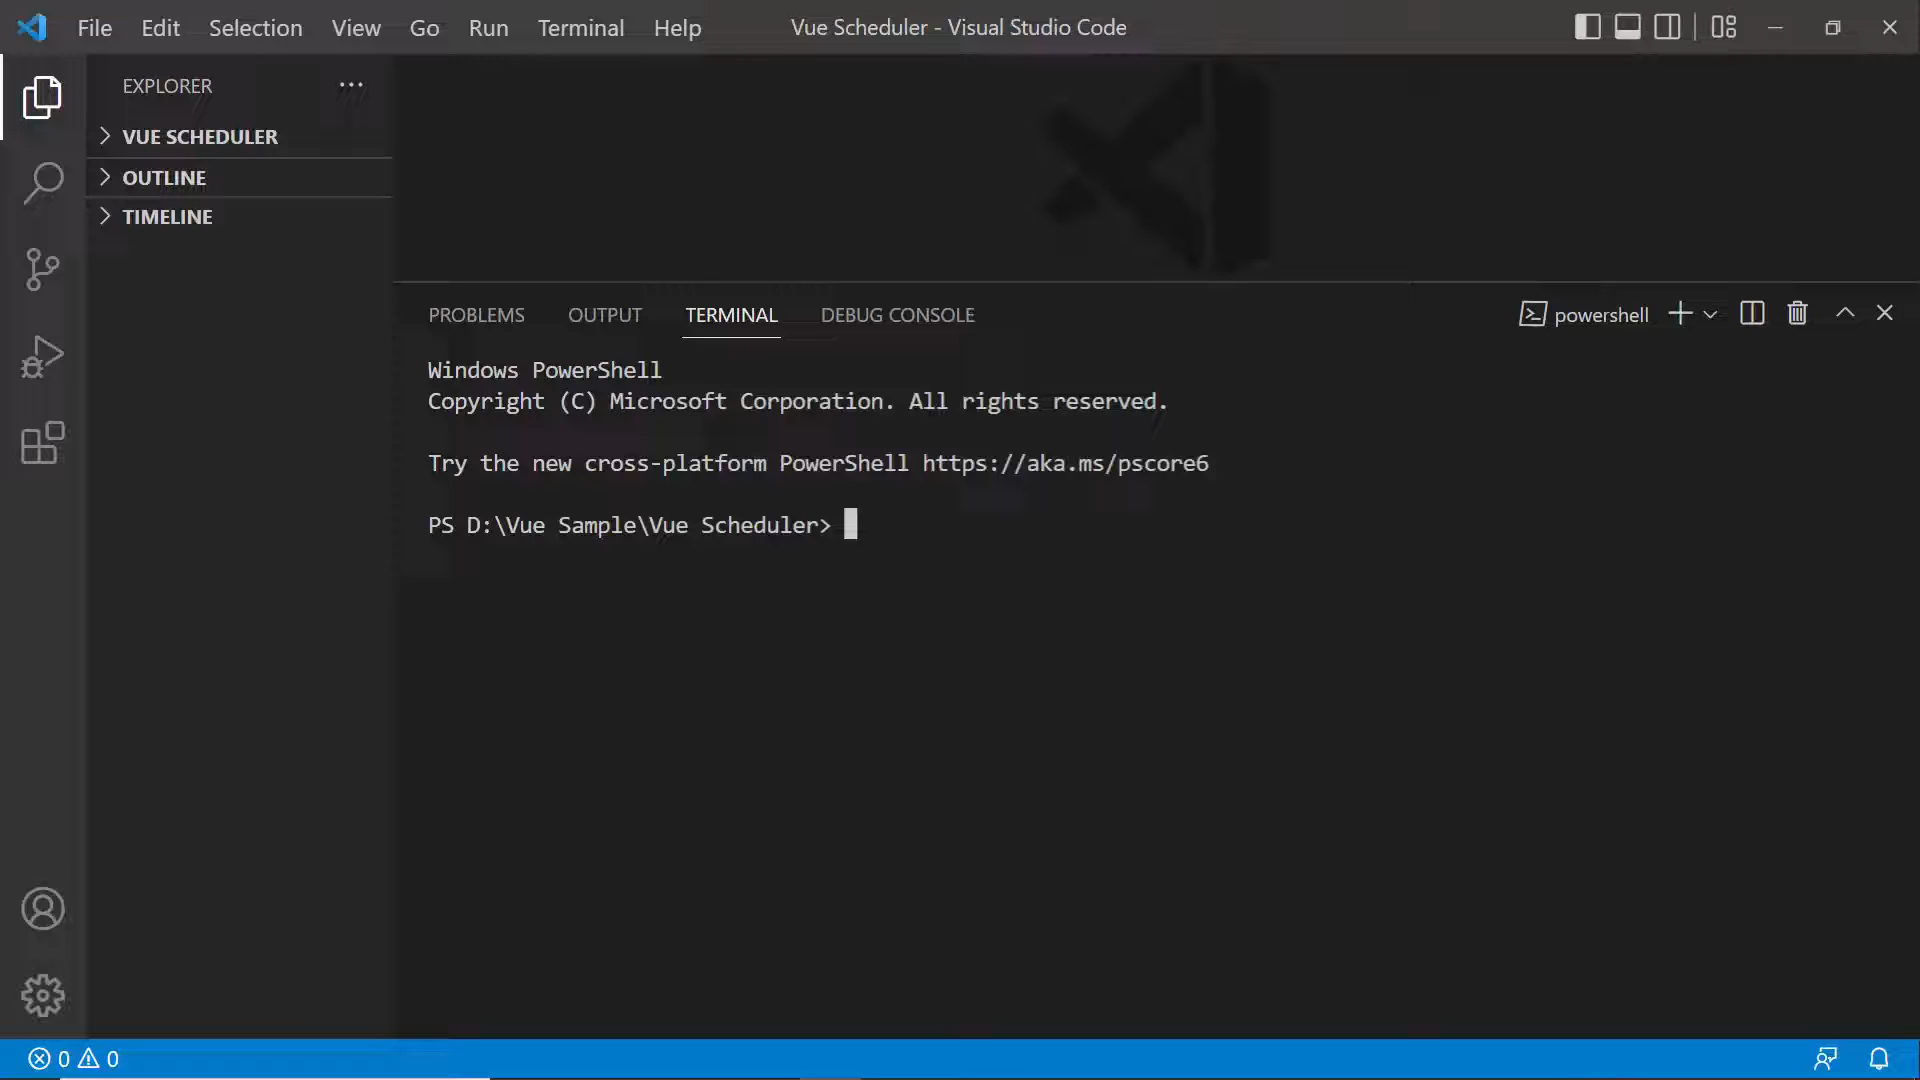 File Edit Selection View Go Run Terminal Help Vue Scheduler - Visual Studio Code
EXPLORER
VUE SCHEDULER
OUTLINE
TIMELINE
PROBLEMS OUTPUT TERMINAL DEBUG CONSOLE powershell
Windows PowerShell
Copyright (C) Microsoft Corporation. All rights reserved.
Try the new cross-platform PowerShell https://aka.ms/pscore6
PS D:\Vue Sample\Vue Scheduler>
0 0